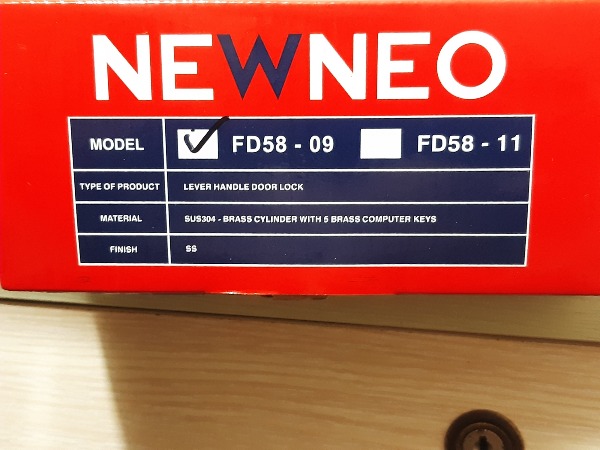 NEWNEO
MODEL FD58 - 09 FD58 - 11
TYPE OF PRODUCT LEVER HANDLE DOOR LOCK
MATERIAL SUS304 - BRASS CYLINDER WITH 5 BRASS COMPUTER KEYS
FINISH SS